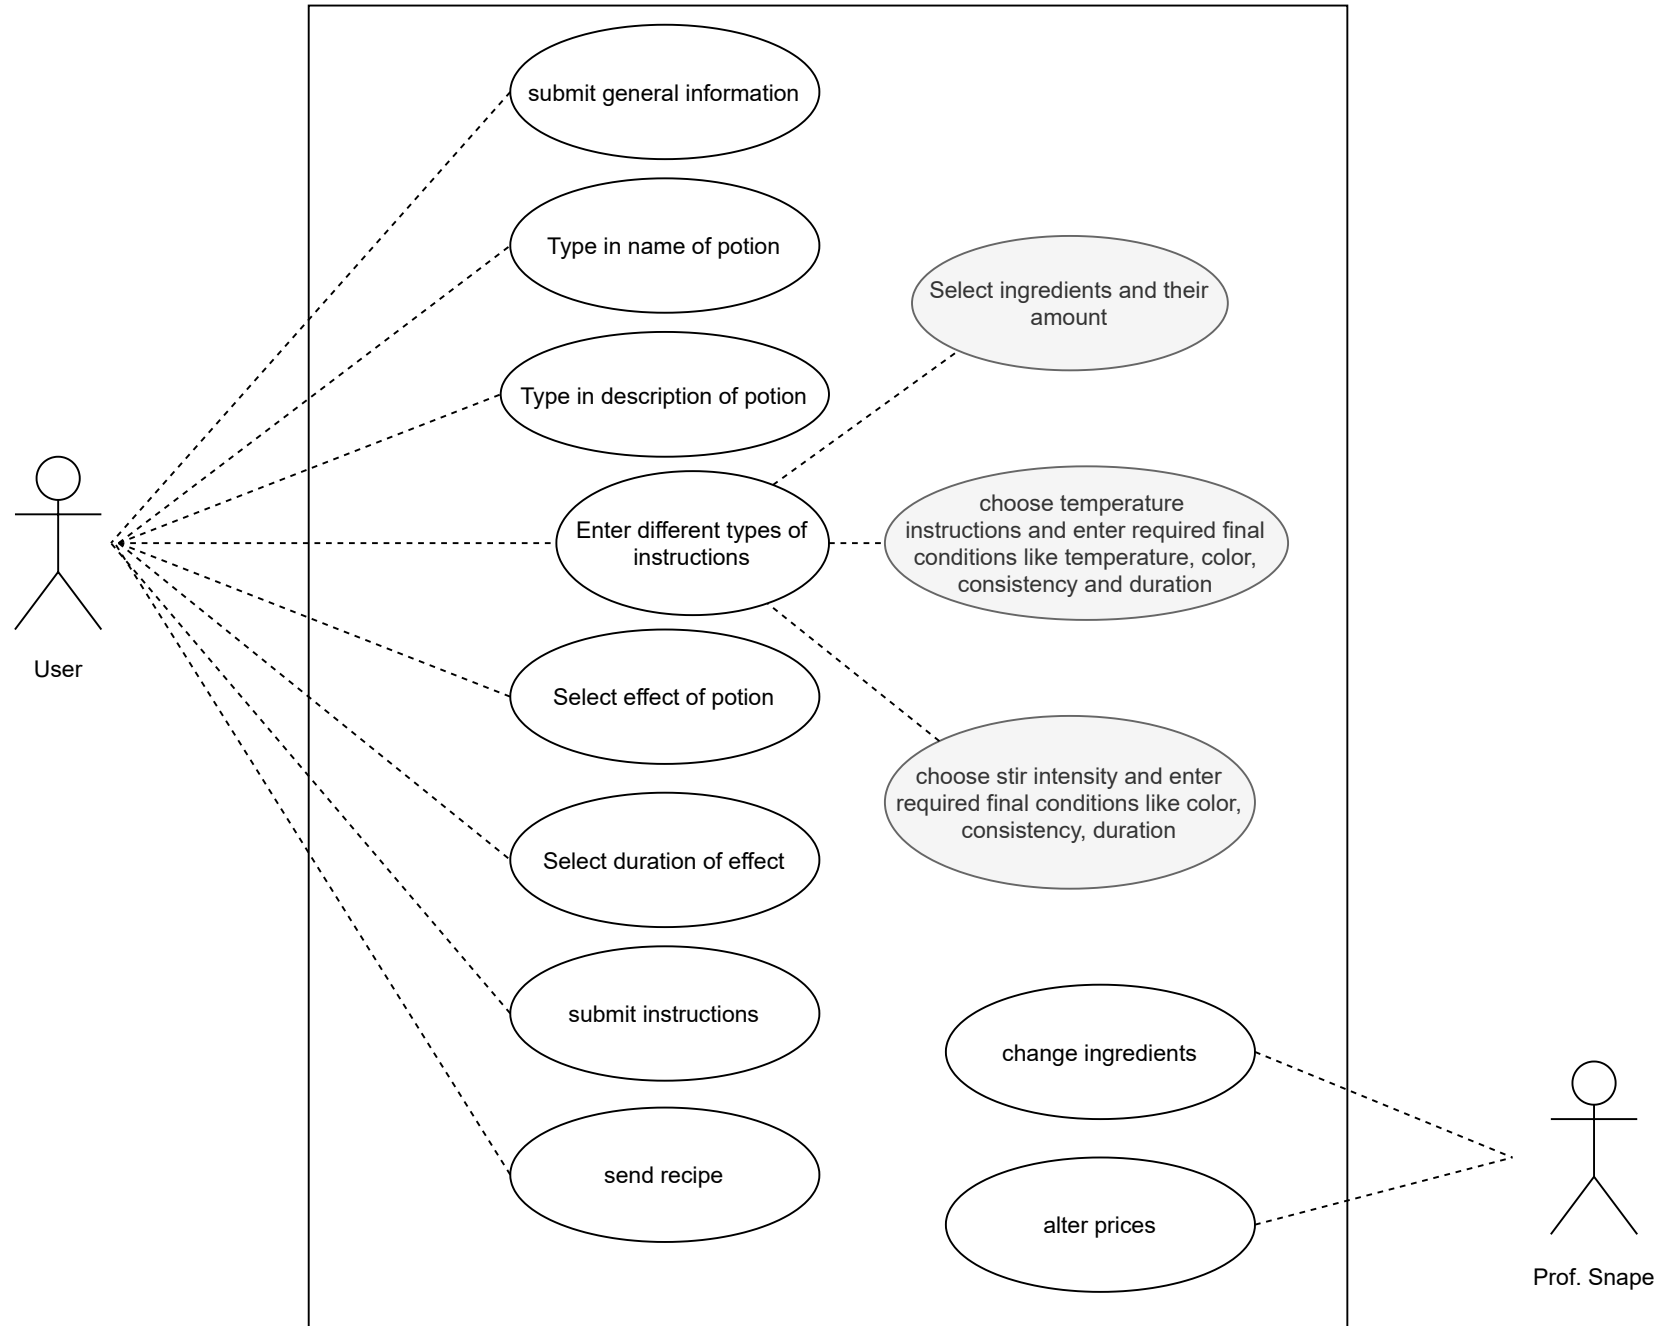 submit general information
Type in name of potion
Select ingredients and their
amount
Type in description of potion
Enter different types of
instructions
choose temperature
instructions and enter required final
conditions like temperature, color,
consistency and duration
User
Select effect of potion
choose stir intensity and enter
required final conditions like color,
consistency, duration
Select duration of effect
submit instructions
change ingredients
send recipe
alter prices
Prof. Snape